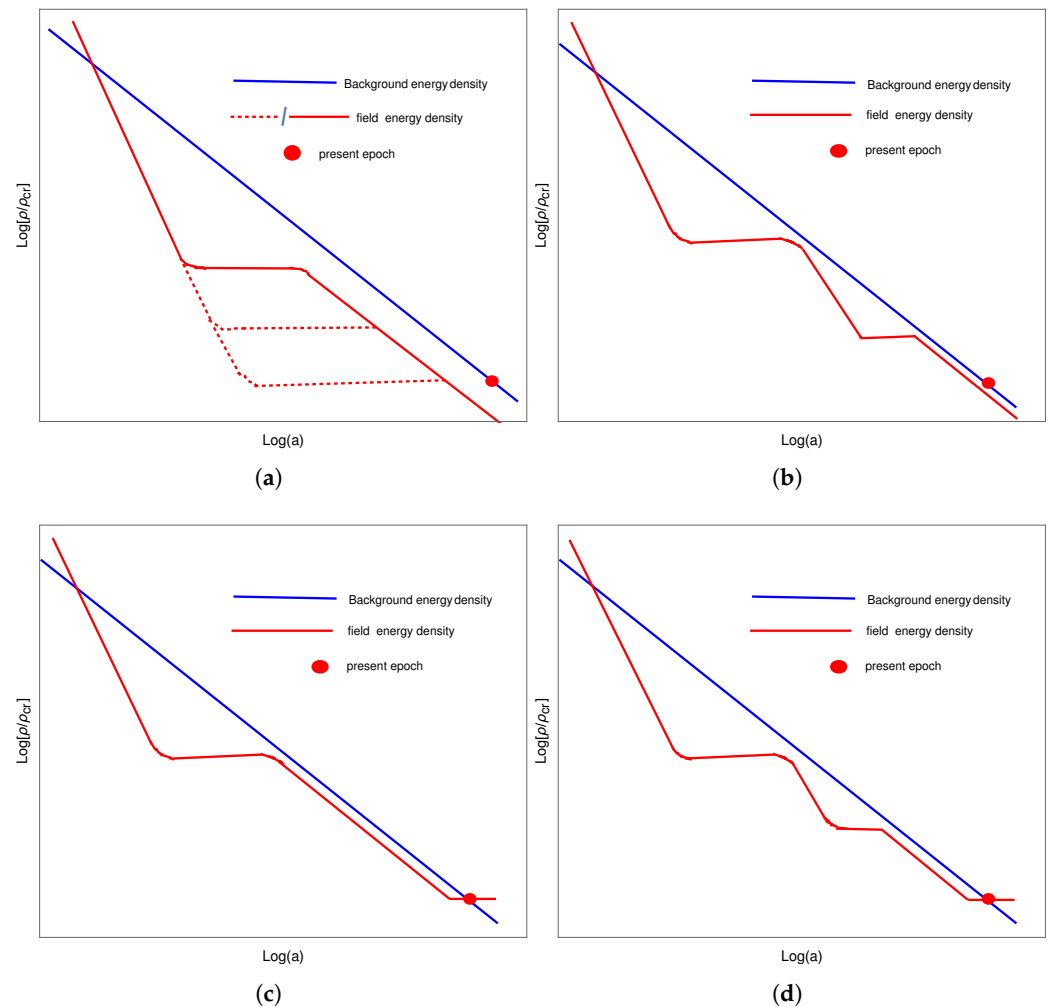 Background energy density
/ field energy density
present epoch
Log[ρ/ρcr]
Log(a)
(a)
Background energy density
field energy density
present epoch
Log[ρ/ρcr]
Log(a)
(b)
Background energy density
field energy density
present epoch
Log[ρ/ρcr]
Log(a)
(c)
Background energy density
field energy density
present epoch
Log[ρ/ρcr]
Log(a)
(d)